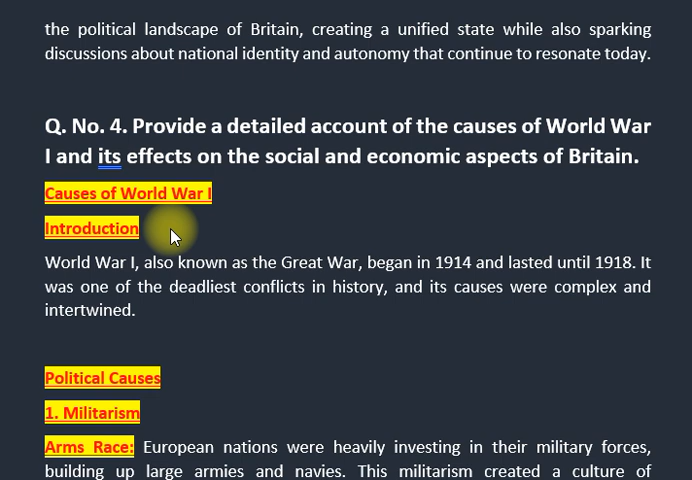 the political landscape of Britain, creating a unified state while also sparking
discussions about national identity and autonomy that continue to resonate today.
Q. No. 4. Provide a detailed account of the causes of World War
I and its effects on the social and economic aspects of Britain.
Causes of World War I
Introduction
World War I, also known as the Great War, began in 1914 and lasted until 1918. It
was one of the deadliest conflicts in history, and its causes were complex and
intertwined.
Political Causes
1. Militarism
Arms Race: European nations were heavily investing in their military forces,
building up large armies and navies. This militarism created a culture of